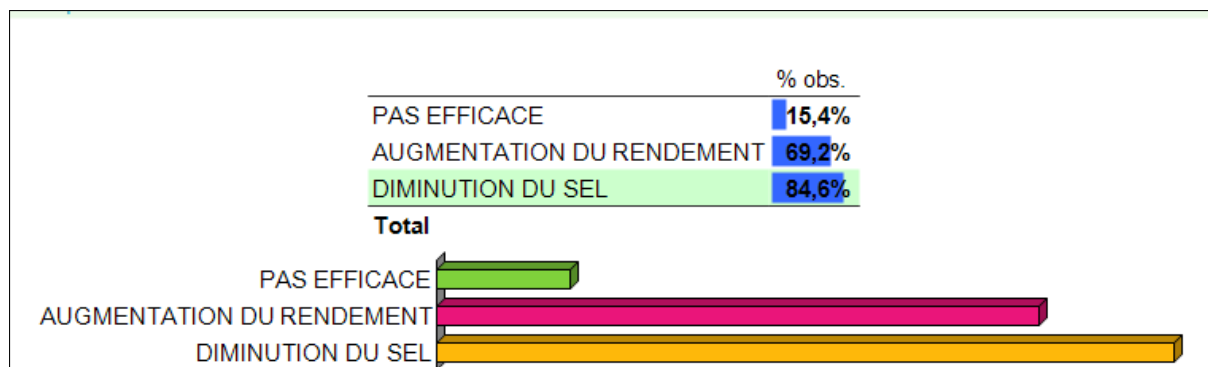 % obs.
PAS EFFICACE 15,4%
AUGMENTATION DU RENDEMENT 69,2%
DIMINUTION DU SEL 84,6%
Total
PAS EFFICACE
AUGMENTATION DU RENDEMENT
DIMINUTION DU SEL